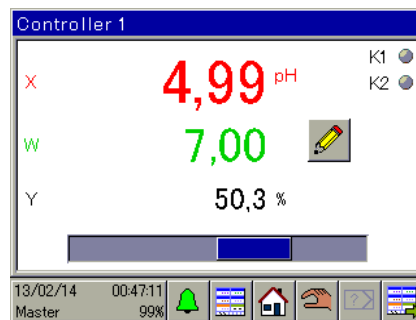 Controller 1
X 4,99 pH K1
K2
W 7,00
Y 50,3 %
13/02/14 00:47:11
Master 99%